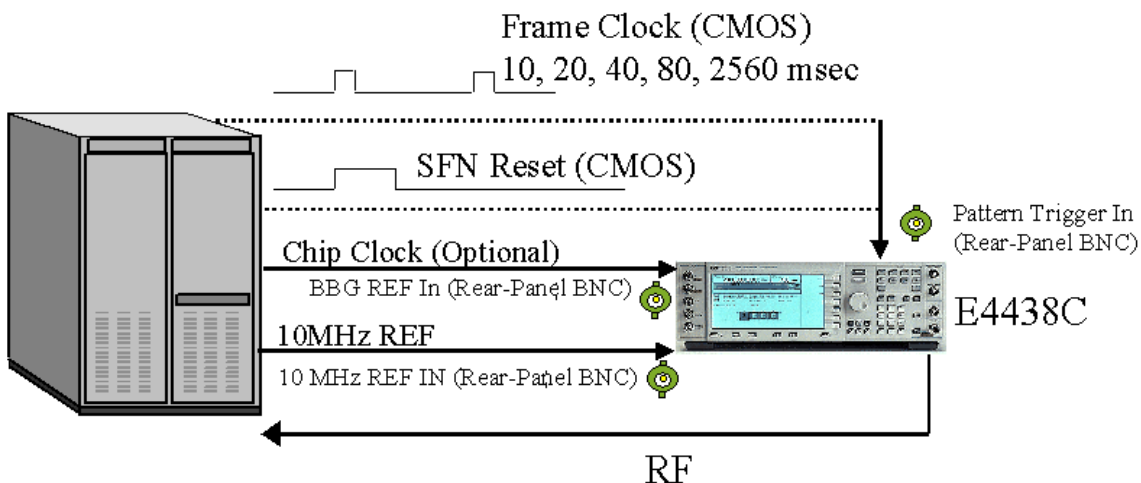 Frame Clock (CMOS)
10, 20, 40, 80, 2560 msec
SFN Reset (CMOS)
Pattern Trigger In
(Rear-Panel BNC)
Chip Clock (Optional)
BBG REF In (Rear-Panel BNC)
E4438C
10MHz REF
10 MHz REF IN (Rear-Panel BNC)
RF